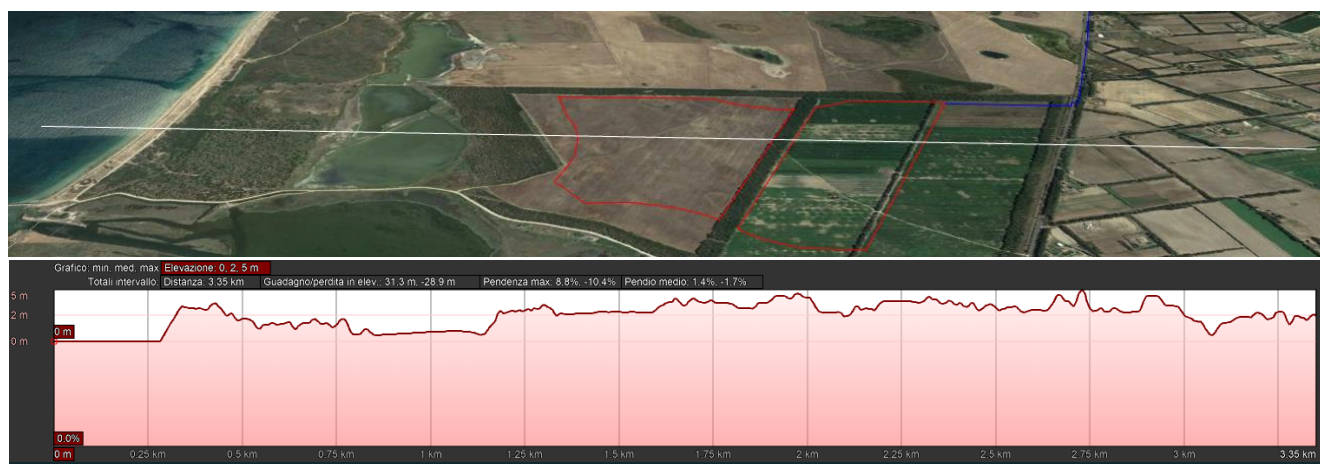 Grafico: min. med. max. Elevazione: 0, 2, 5 m
Totali intervallo: Distanza: 3.35 km Guadagno/perdita in elev.: 31.3 m. -28.9 m Pendenza max. 8.8%. -10.4% Pendio medio: 1.4%. -1.7%
5 m
2 m
0 m
0 m
0.0%
0 m 0.25 km 0.5 km 0.75 km 1 km 1.25 km 1.5 km 1.75 km 2 km 2.25 km 2.5 km 2.75 km 3 km 3.35 km